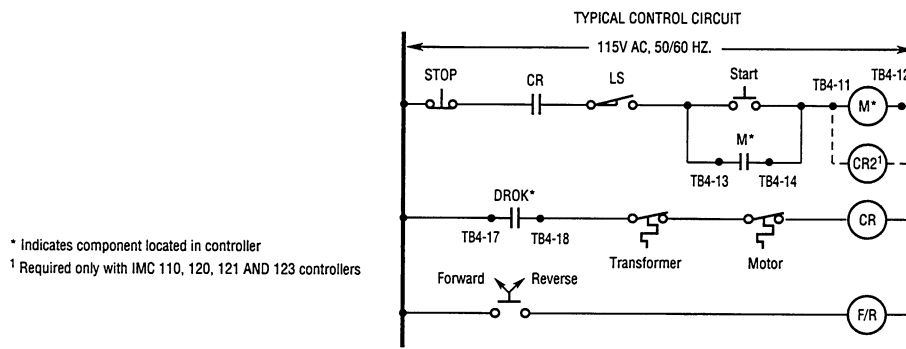 TYPICAL CONTROL CIRCUIT
115V AC, 50/60 HZ.
STOP
CR
LS
Start
TB4-11
TB4-12
M*
M*
TB4-13
TB4-14
CR2¹
DROK*
TB4-17
TB4-18
Transformer
Motor
CR
* Indicates component located in controller
¹ Required only with IMC 110, 120, 121 AND 123 controllers
Forward
Reverse
F/R